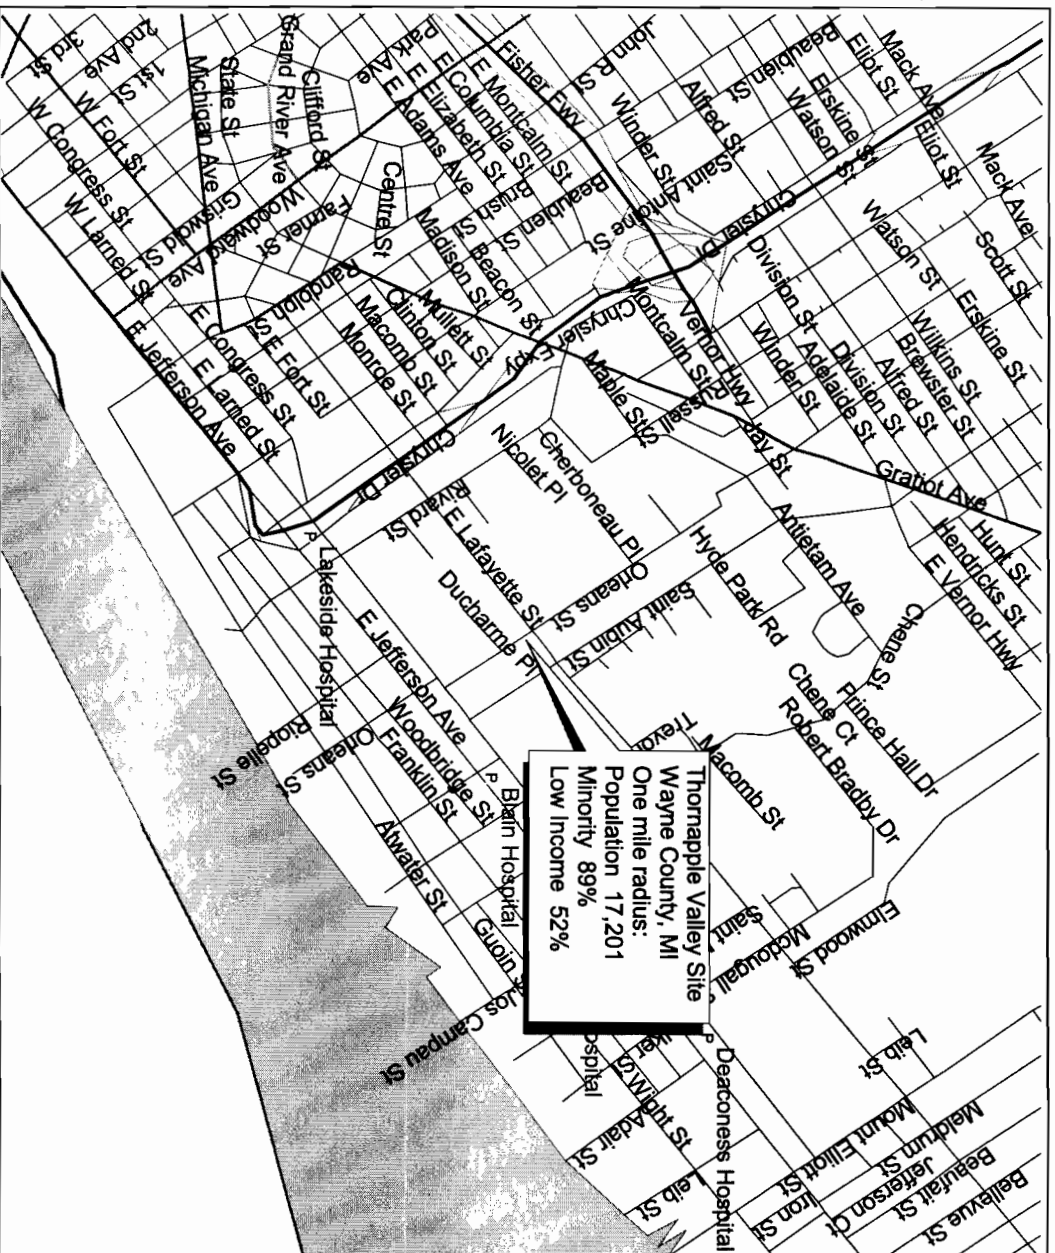 Mack Ave
Eliot St
Beaubien St
Erskine St
Watson St
John R St
Alfred St
Winder St
Saint Antoine St
Fisher Fwy
E Montcalm St
E Columbia St
E Elizabeth St
E Adams Ave
Park Ave
Brush St
Beaubien St
Clifford St
Grand River Ave
State St
Michigan Ave
Centre St
Farmer St
Woodward Ave
Griswold St
1st St
2nd Ave
3rd St
W Fort St
W Congress St
W Larned St
Mack Ave
Eliot St
Scott St
Watson St
Erskine St
Chrysler Dr
Division St
Wilkins St
Brewster St
Alfred St
Division St
Adelaide St
Winder St
Vernor Hwy
Montcalm St
Russell St
Maple St
Jay St
Chrysler Expy
Madison St
Beacon St
Mullett St
Clinton St
Macomb St
Monroe St
Randolph St
E Fort St
E Congress St
E Larned St
E Jefferson Ave
Gratiot Ave
Hunt St
Hendricks St
E Vernor Hwy
Antietam Ave
Chene St
Hyde Park Rd
Cherboneau Pl
Nicolet Pl
Orleans St
Saint Aubin St
Chrysler Dr
Rivard St
E Lafayette St
Ducharme Pl
P Lakeside Hospital
E Jefferson Ave
Woodbridge St
Franklin St
Orleans St
Riopelle St
Atwater St
Chene Ct
Prince Hall Dr
Robert Bradby Dr
Macomb St
Thornapple Valley Site
Wayne County, MI
One mile radius:
Population 17,201
Minority 89%
Low Income 52%
P Blain Hospital
Guoin
Jos Campau St
Saint
Mcdougall
Elmwood St
Leib St
P Deaconess Hospital
Wight St
Adair St
Leib St
Iron St
Mount Elliott St
Jefferson Ct
Meldrum St
Beaufait St
Bellevue St